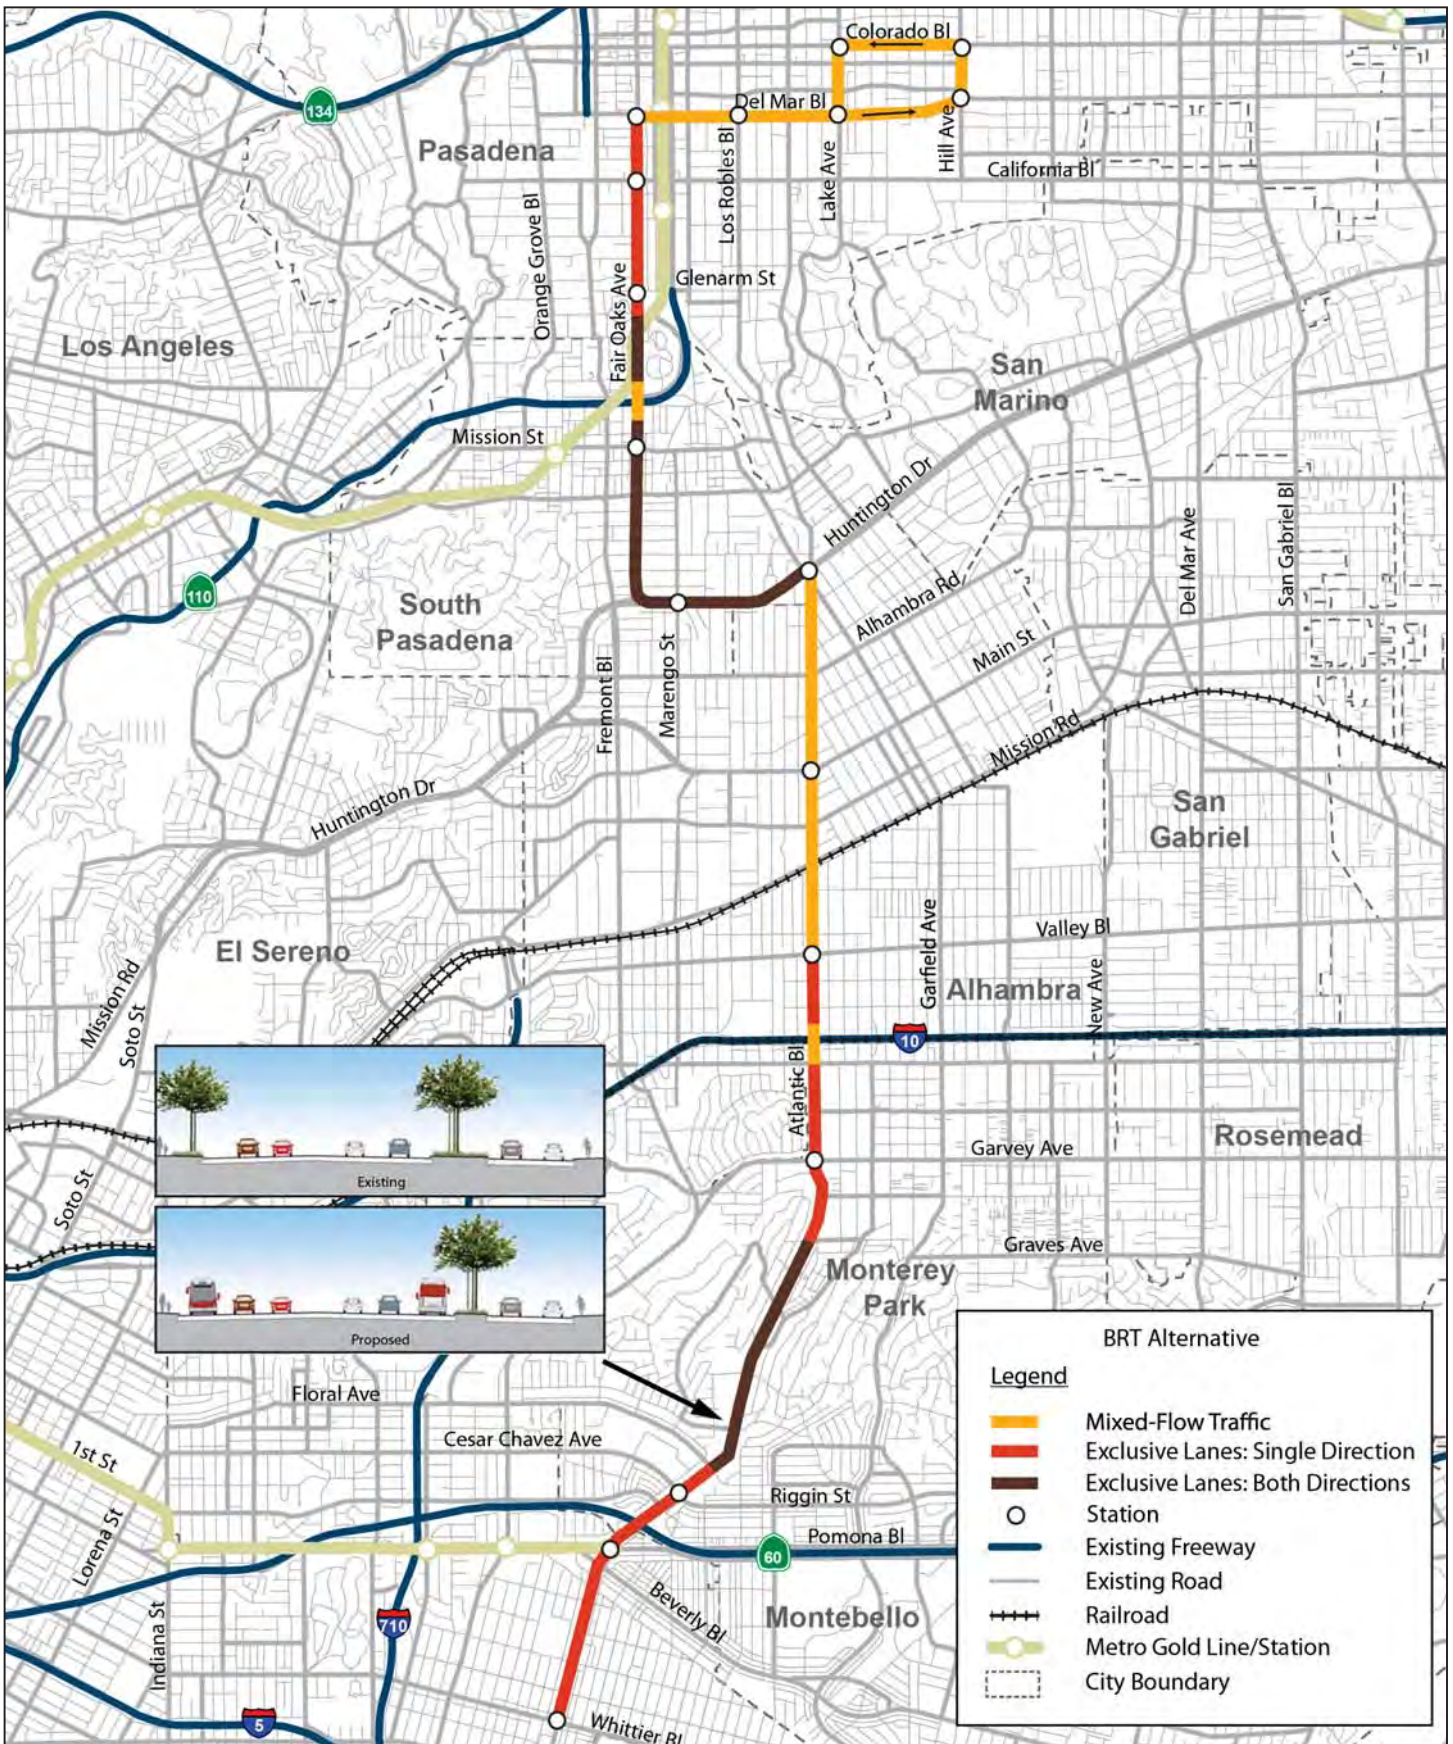 Colorado Bl
134
Del Mar Bl
Pasadena
Hill Ave
California Bl
Los Robles Bl
Lake Ave
Orange Grove Bl
Glenarm St
Fair Oaks Ave
Los Angeles
San
Marino
Mission St
Huntington Dr
San Gabriel Bl
Del Mar Ave
110
South
Pasadena
Alhambra Rd
Main St
Fremont Bl
Marengo St
Mission Rd
Huntington Dr
San
Gabriel
El Sereno
Garfield Ave
Valley Bl
Mission Rd
Soto St
Alhambra
New Ave
10
Atlantic Bl
Existing
Garvey Ave
Rosemead
Soto St
Graves Ave
Monterey
Park
Proposed
Floral Ave
Cesar Chavez Ave
1st St
Riggin St
Pomona Bl
60
Lorena St
Indiana St
710
Beverly Bl
Montebello
5
Whittier Bl
BRT Alternative
Legend
Mixed-Flow Traffic
Exclusive Lanes: Single Direction
Exclusive Lanes: Both Directions
Station
Existing Freeway
Existing Road
Railroad
Metro Gold Line/Station
City Boundary